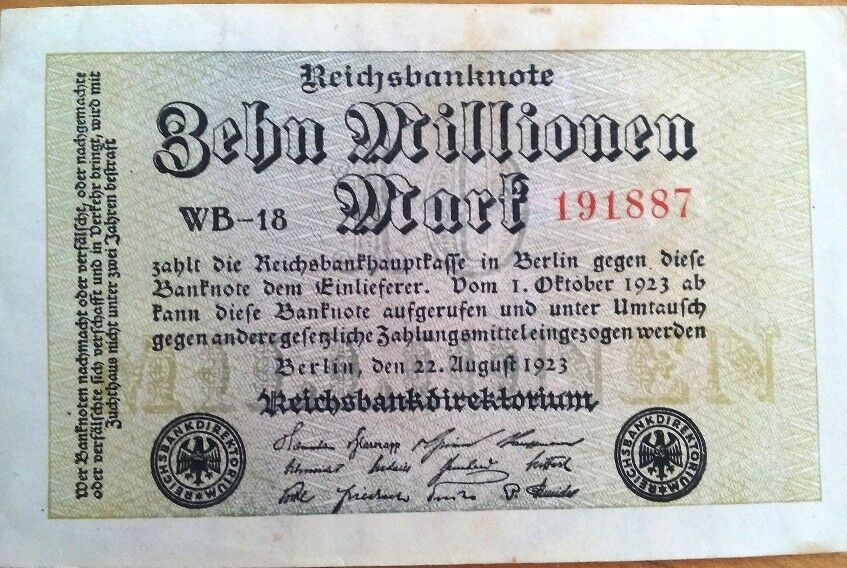 Reichsbanknote
Zehn Millionen
Mark
WB-18
191887
zahlt die Reichsbankhauptkasse in Berlin gegen diese
Banknote dem Einlieferer. Vom 1. Oktober 1923 ab
kann diese Banknote aufgerufen und unter Umtausch
gegen andere gesetzliche Zahlungsmittel eingezogen werden
Berlin, den 22. August 1923
Reichsbankdirektorium
REICHSBANKDIREKTORIUM
REICHSBANKDIREKTORIUM
Wer Banknoten nachmacht oder verfälscht, oder nachgemachte
oder verfälschte sich verschafft und in Verkehr bringt, wird mit
Zuchthaus nicht unter zwei Jahren bestraft